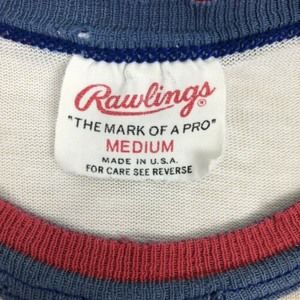 Rawlings®
"THE MARK OF A PRO"
MEDIUM
MADE IN U.S.A.
FOR CARE SEE REVERSE